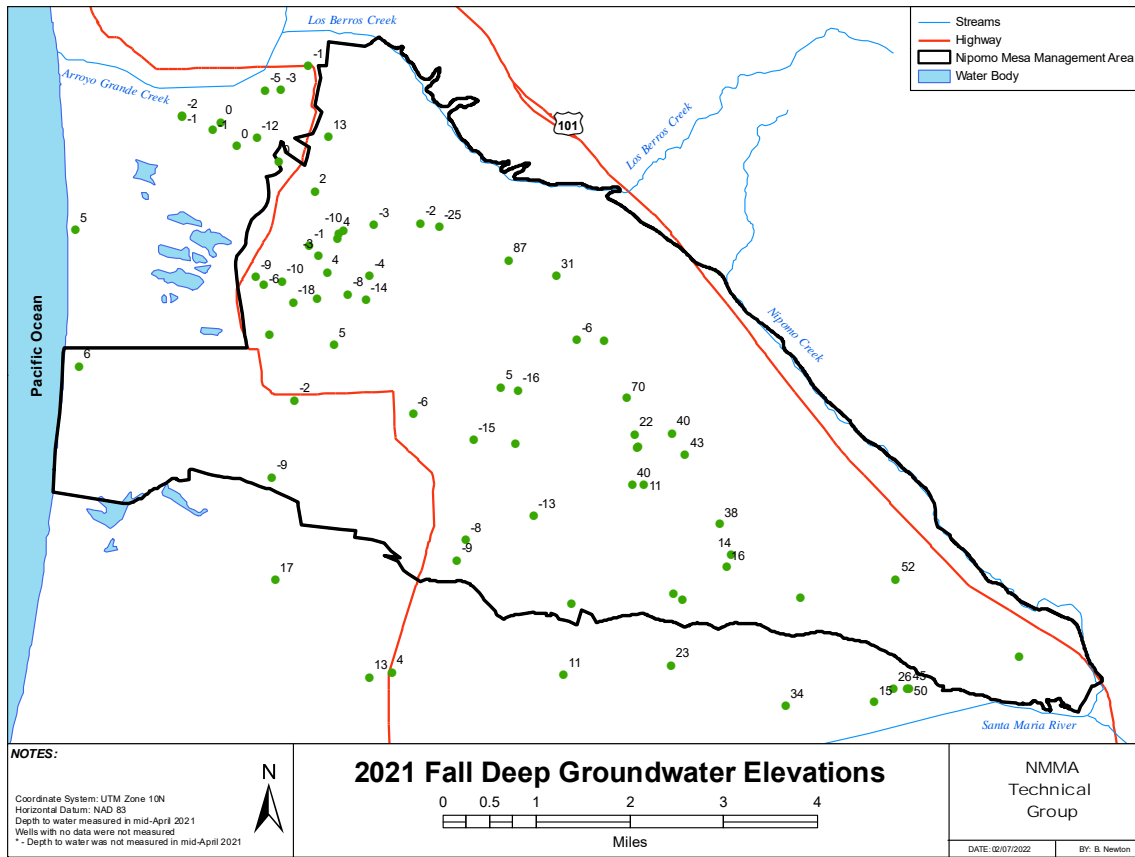 Los Berros Creek
Streams
Highway
Nipomo Mesa Management Area
Water Body
-1
Arroyo Grande Creek
-5
-3
-2
-1
0
-1
101
0
-12
13
0
Los Berros Creek
2
5
-10
4
-3
-2
-25
-3
-1
87
31
-9
-6
-10
4
-4
-18
-8
-14
Nipomo Creek
5
-6
Pacific Ocean
6
5
-16
70
-2
-6
-15
22
40
43
-9
40
11
-13
38
-8
-9
14
16
17
52
13
4
11
23
34
15
26
45
50
Santa Maria River
NOTES:
Coordinate System: UTM Zone 10N
Horizontal Datum: NAD 83
Depth to water measured in mid-April 2021
Wells with no data were not measured
* - Depth to water was not measured in mid-April 2021
N
2021 Fall Deep Groundwater Elevations
0 0.5 1 2 3 4
Miles
NMMA
Technical
Group
DATE: 02/07/2022
BY: B. Newton